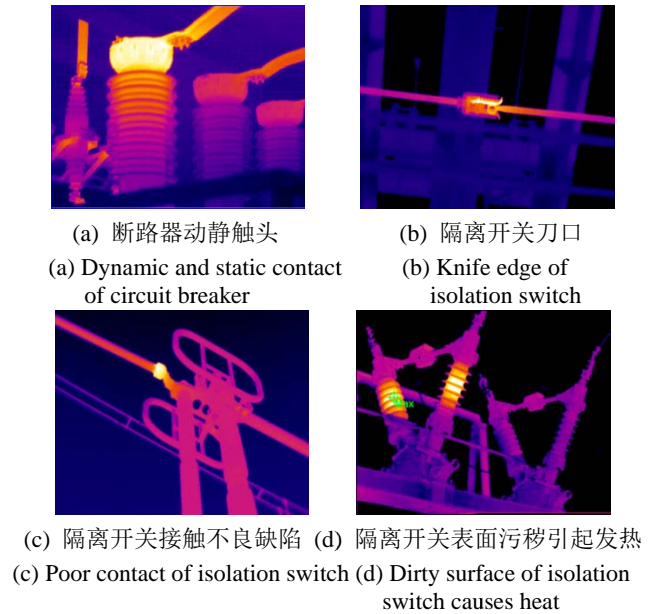 (a) 断路器动静触头
(a) Dynamic and static contact
of circuit breaker
(b) 隔离开关刀口
(b) Knife edge of
isolation switch
(c) 隔离开关接触不良缺陷
(c) Poor contact of isolation switch
(d) 隔离开关表面污秽引起发热
(d) Dirty surface of isolation
switch causes heat